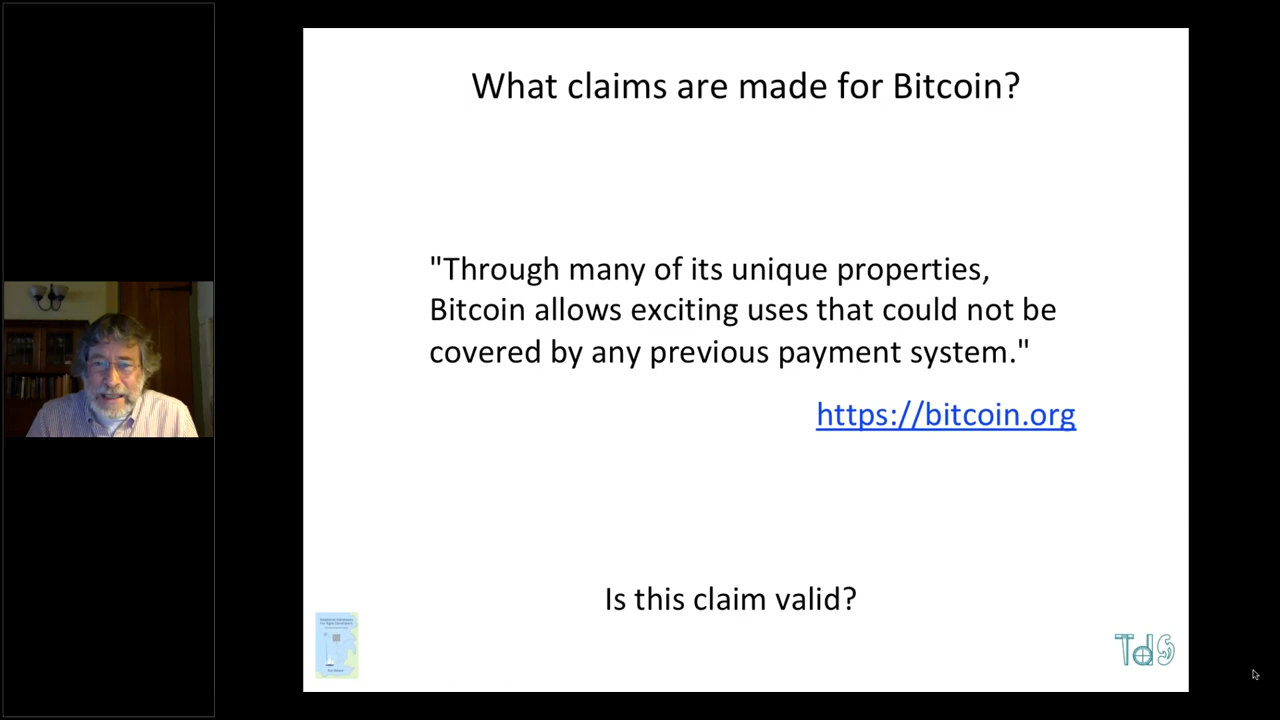 What claims are made for Bitcoin?
"Through many of its unique properties,
Bitcoin allows exciting uses that could not be
covered by any previous payment system."
https://bitcoin.org
Is this claim valid?
TdS